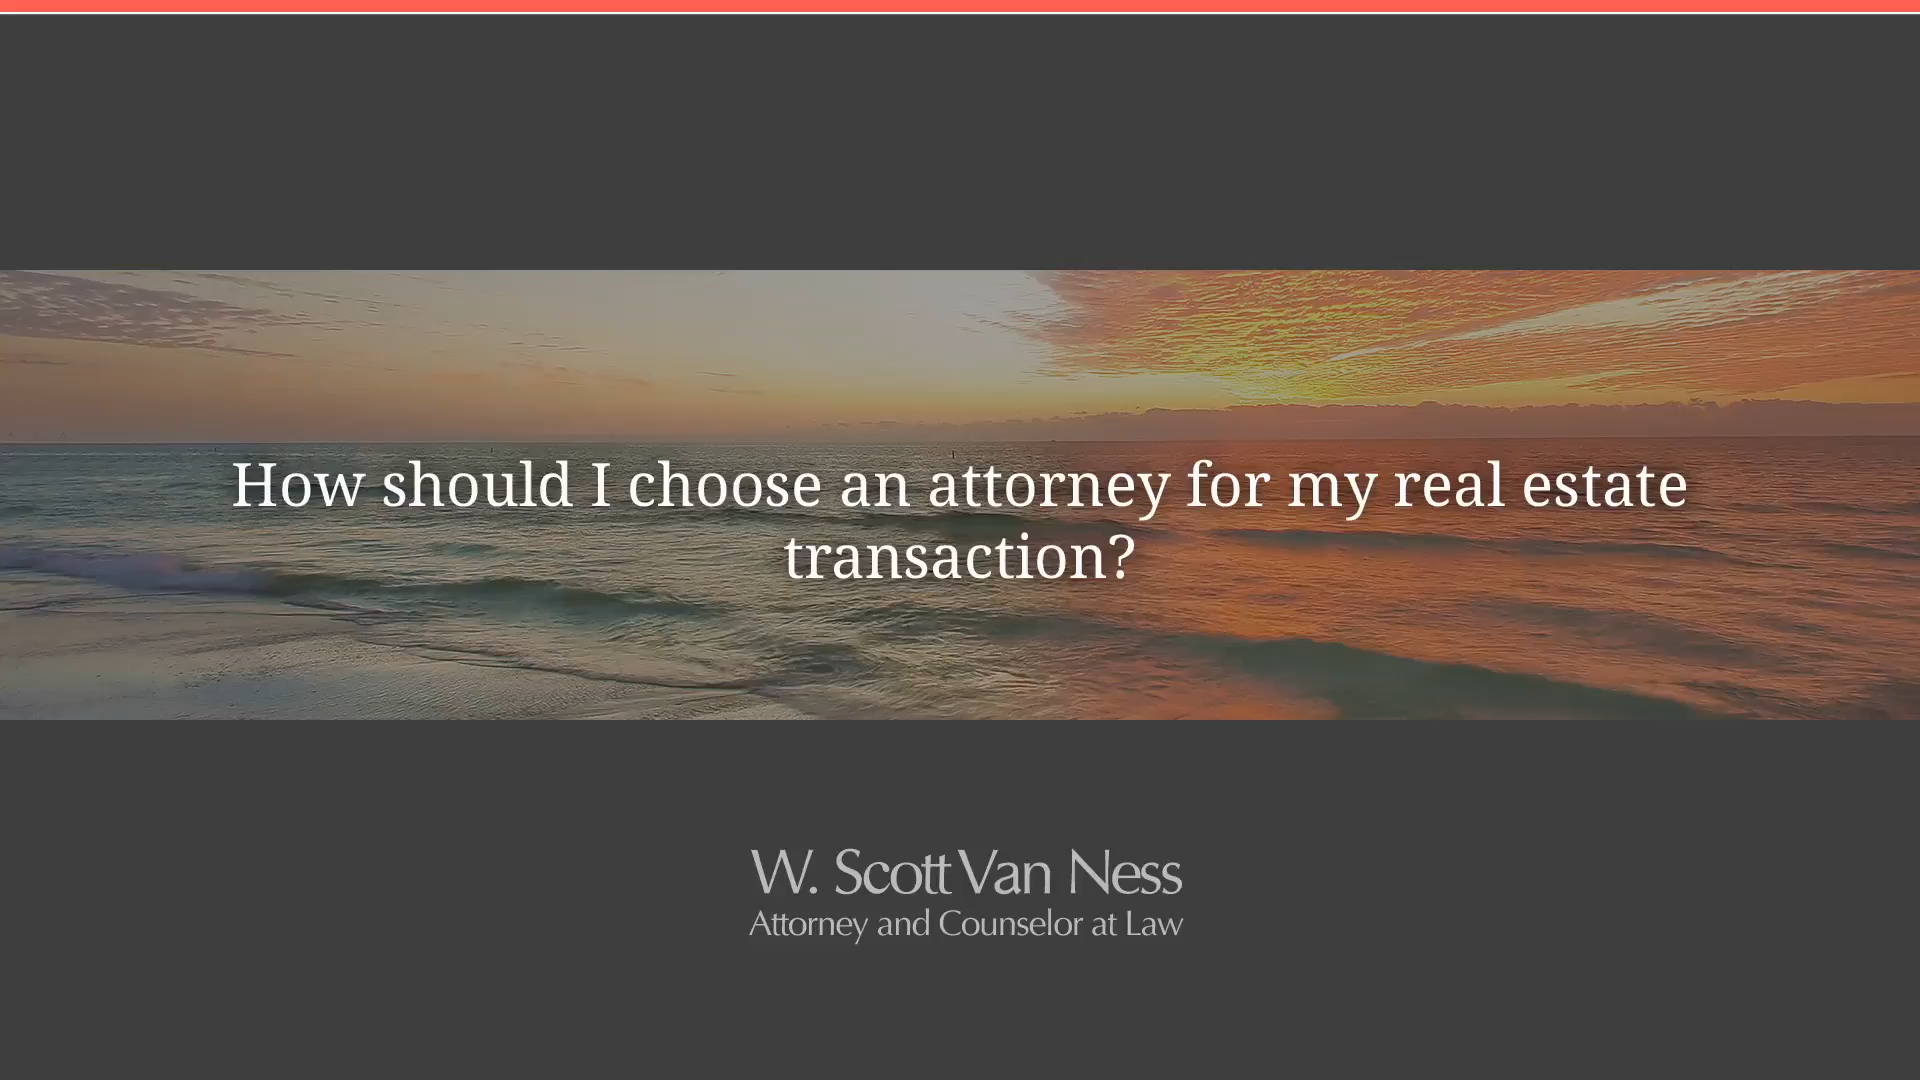 How should I choose an attorney for my real estate
transaction?
W. Scott Van Ness
Attorney and Counselor at Law